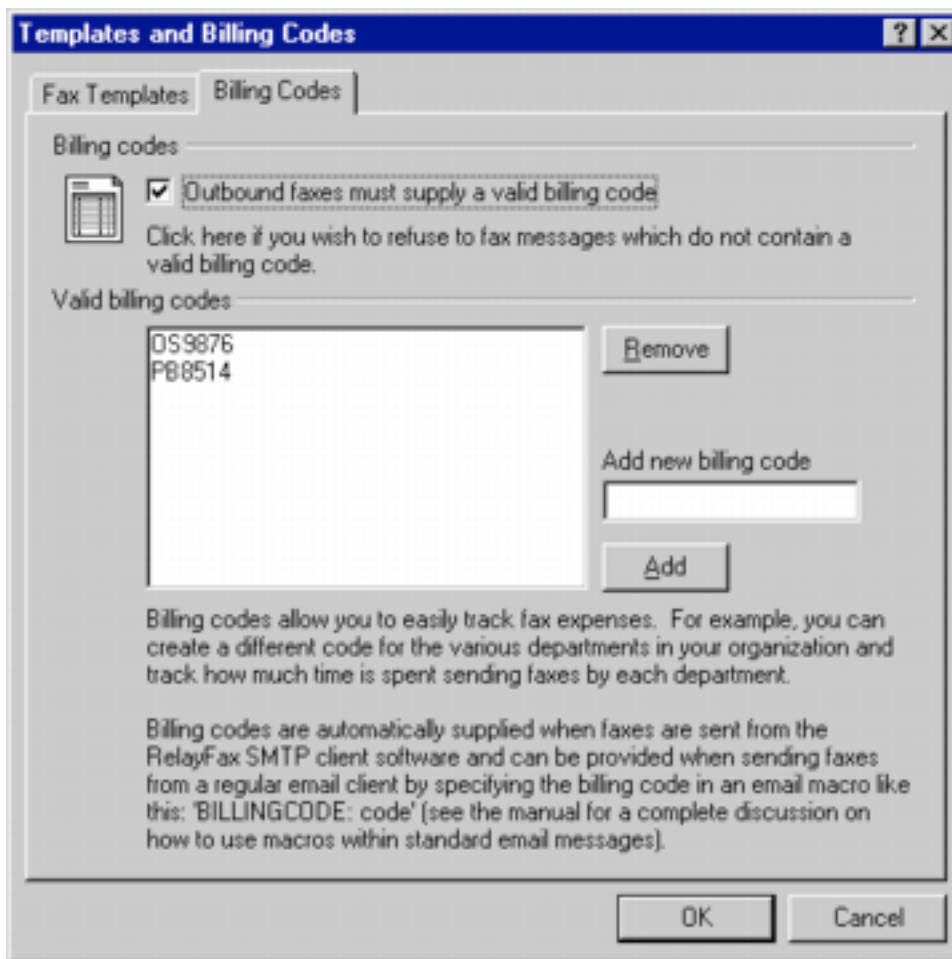 Templates and Billing Codes
Fax Templates
Billing Codes
Billing codes
Outbound faxes must supply a valid billing code
Click here if you wish to refuse to fax messages which do not contain a
valid billing code.
Valid billing codes
OS9876
PB8514
Remove
Add new billing code
Add
Billing codes allow you to easily track fax expenses. For example, you can
create a different code for the various departments in your organization and
track how much time is spent sending faxes by each department.
Billing codes are automatically supplied when faxes are sent from the
RelayFax SMTP client software and can be provided when sending faxes
from a regular email client by specifying the billing code in an email macro like
this: 'BILLINGCODE: code' (see the manual for a complete discussion on
how to use macros within standard email messages).
OK
Cancel